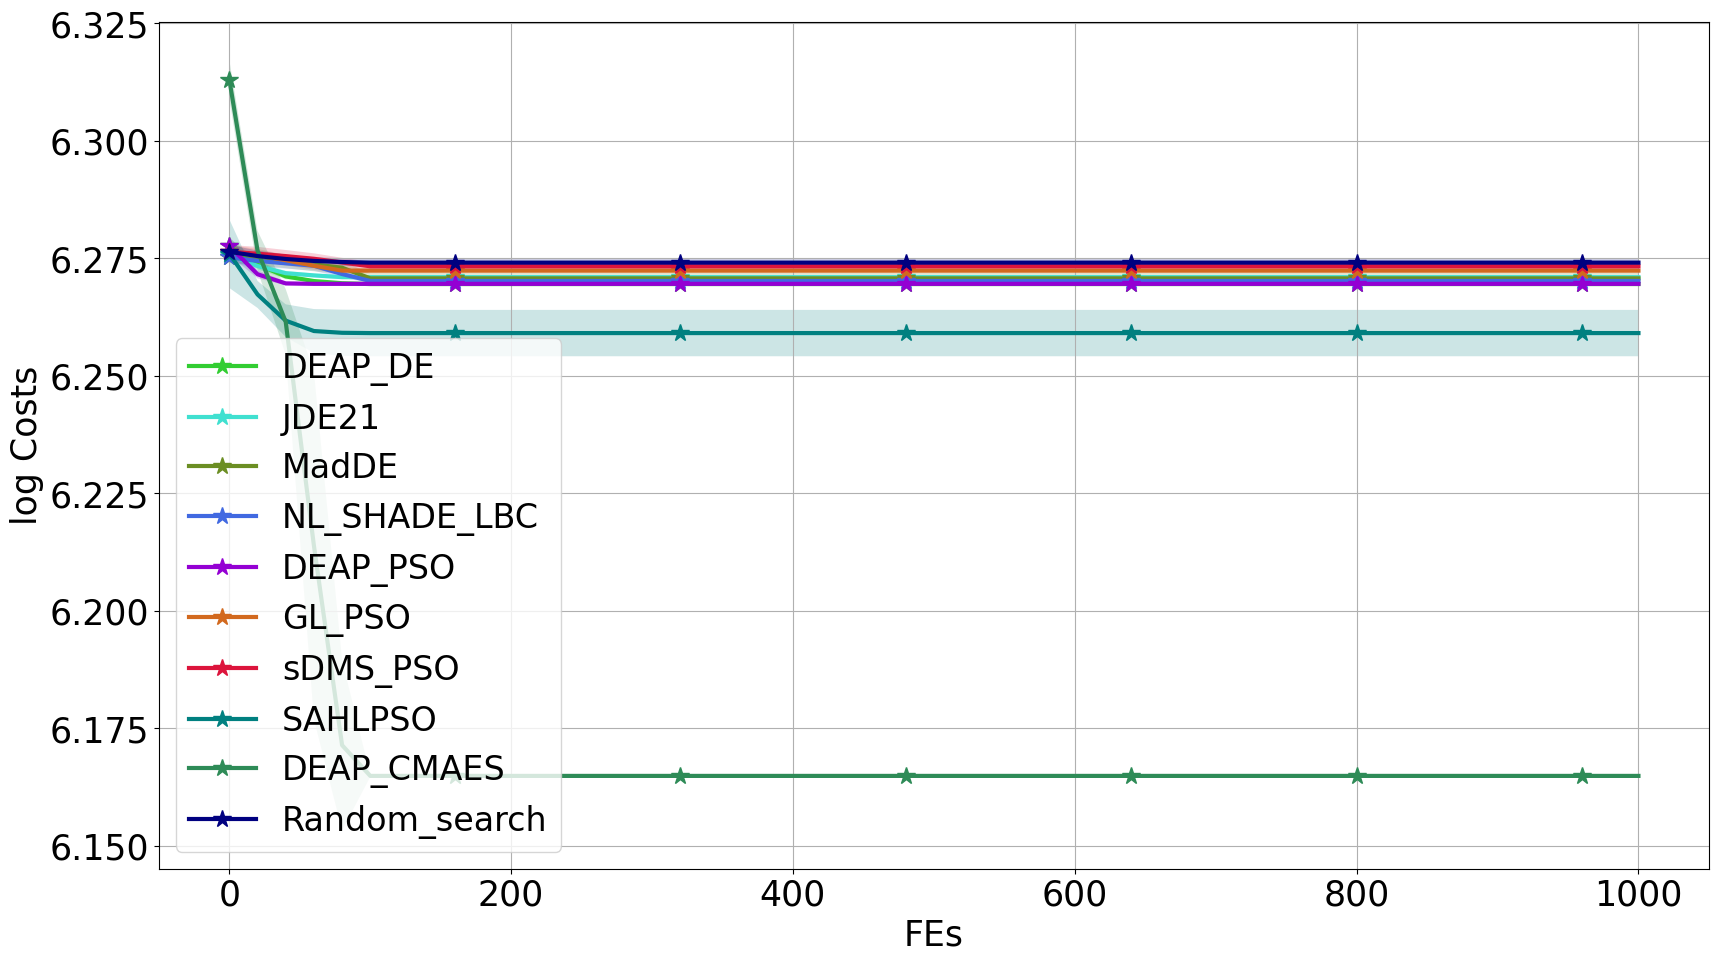 6.325
6.300
6.275
6.250
6.225
6.200
6.175
6.150
log Costs
DEAP_DE
JDE21
MadDE
NL_SHADE_LBC
DEAP_PSO
GL_PSO
sDMS_PSO
SAHLPSO
DEAP_CMAES
Random_search
0 200 400 600 800 1000
FEs